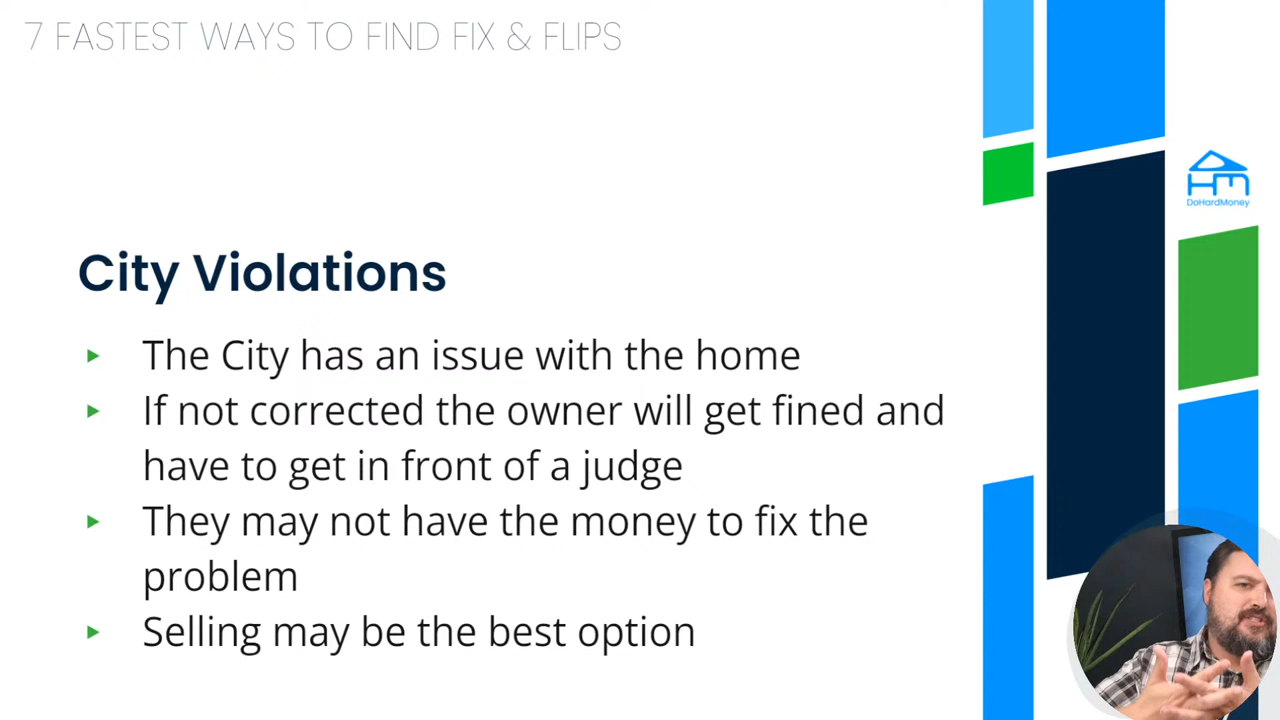 7 FASTEST WAYS TO FIND FIX & FLIPS
DHM
DoHardMoney
City Violations
The City has an issue with the home
If not corrected the owner will get fined and
have to get in front of a judge
They may not have the money to fix the
problem
Selling may be the best option